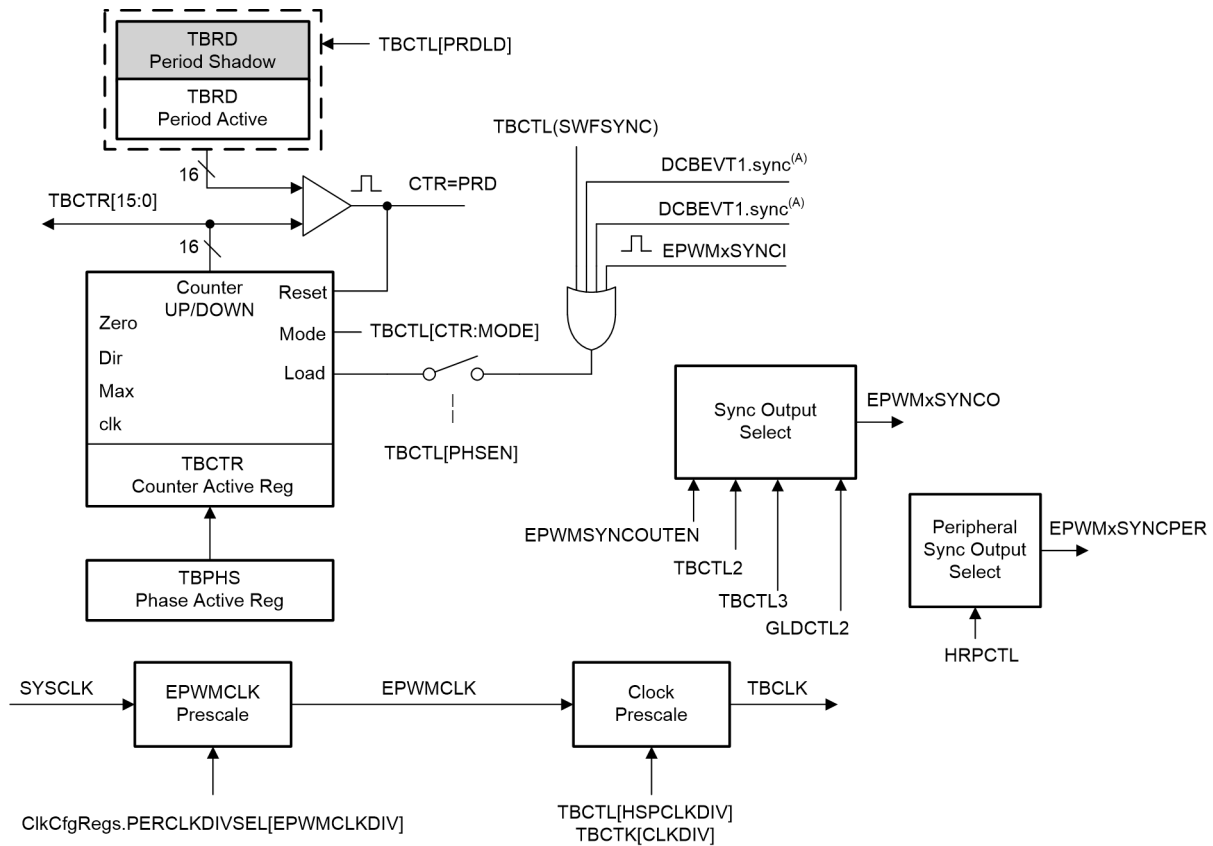 TBRD
Period Shadow
TBRD
Period Active
TBCTL[PRDLD]
16
TBCTR[15:0]
CTR=PRD
16
TBCTL(SWFSYNC)
DCBEVT1.sync(A)
DCBEVT1.sync(A)
EPWMxSYNCI
Counter
UP/DOWN
Reset
Zero
Mode
TBCTL[CTR:MODE]
Dir
Load
Max
clk
TBCTL[PHSEN]
TBCTR
Counter Active Reg
TBPHS
Phase Active Reg
Sync Output
Select
EPWMxSYNCO
EPWMSYNCOUTEN
TBCTL2
TBCTL3
GLDCTL2
Peripheral
Sync Output
Select
EPWMxSYNCPER
HRPCTL
SYSCLK
EPWMCLK
Prescale
EPWMCLK
Clock
Prescale
TBCLK
ClkCfgRegs.PERCLKDIVSEL[EPWMCLKDIV]
TBCTL[HSPCLKDIV]
TBCTK[CLKDIV]